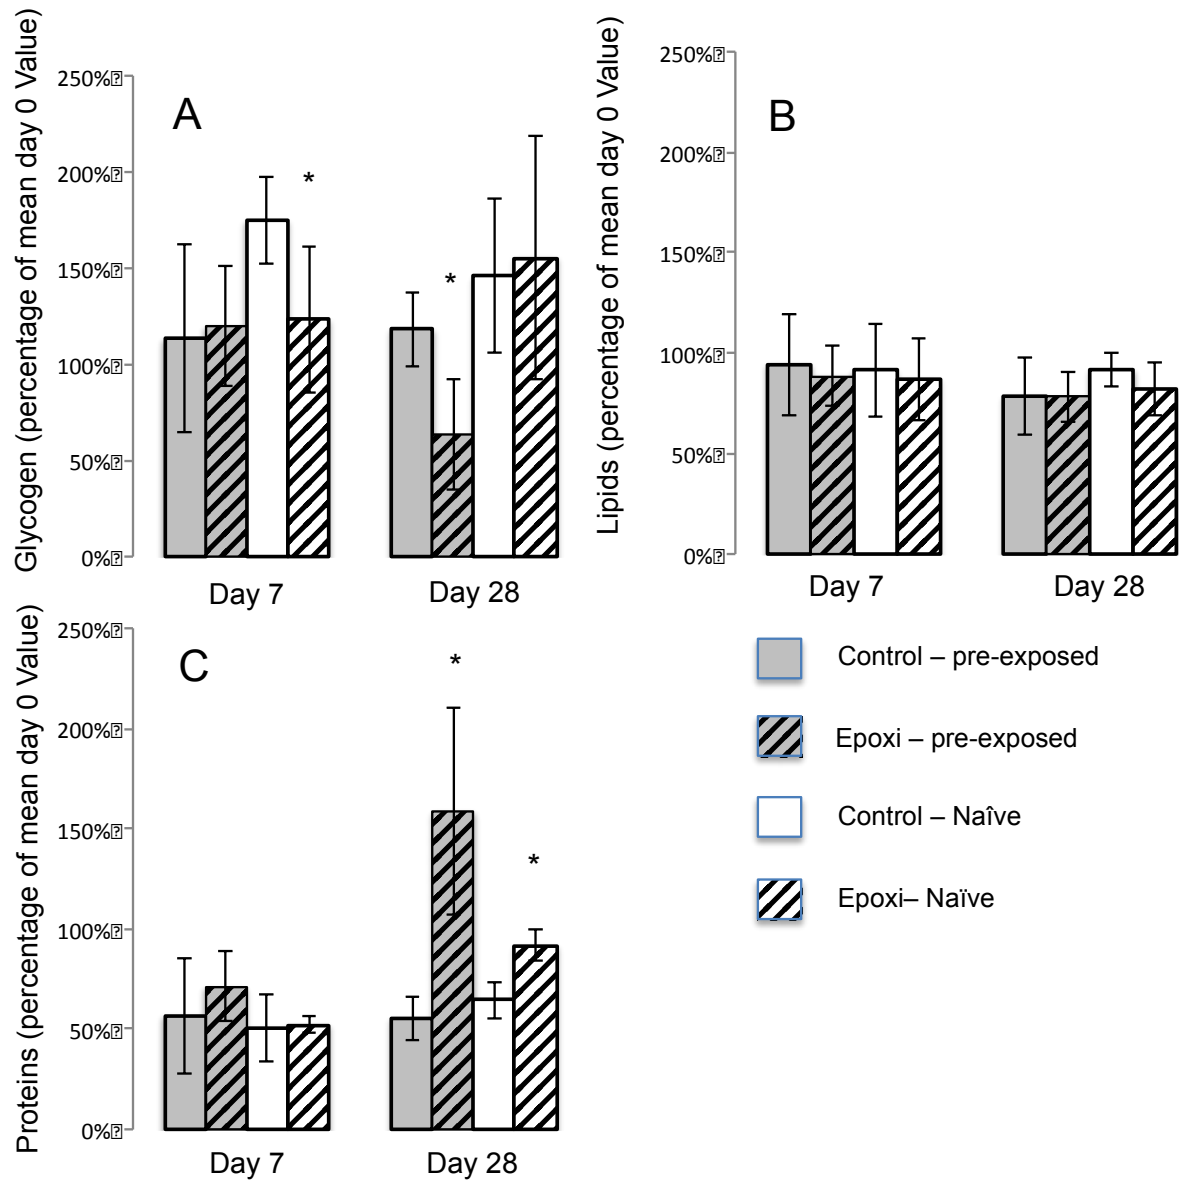 Glycogen (percentage of mean day 0 Value)
250%
200%
150%
100%
50%
0%
A
*
*
Day 7
Day 28
Lipids (percentage of mean day 0 Value)
250%
200%
150%
100%
50%
0%
B
Day 7
Day 28
Proteins (percentage of mean day 0 Value)
250%
200%
150%
100%
50%
0%
C
*
*
Day 7
Day 28
Control – pre-exposed
Epoxi – pre-exposed
Control – Naîve
Epoxi– Naïve